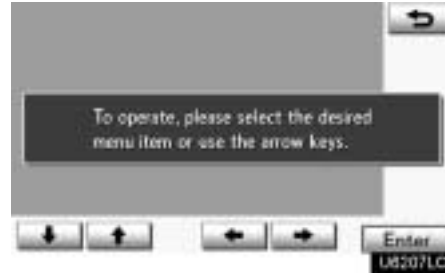 To operate, please select the desired
menu item or use the arrow keys.
Enter
U6207LC